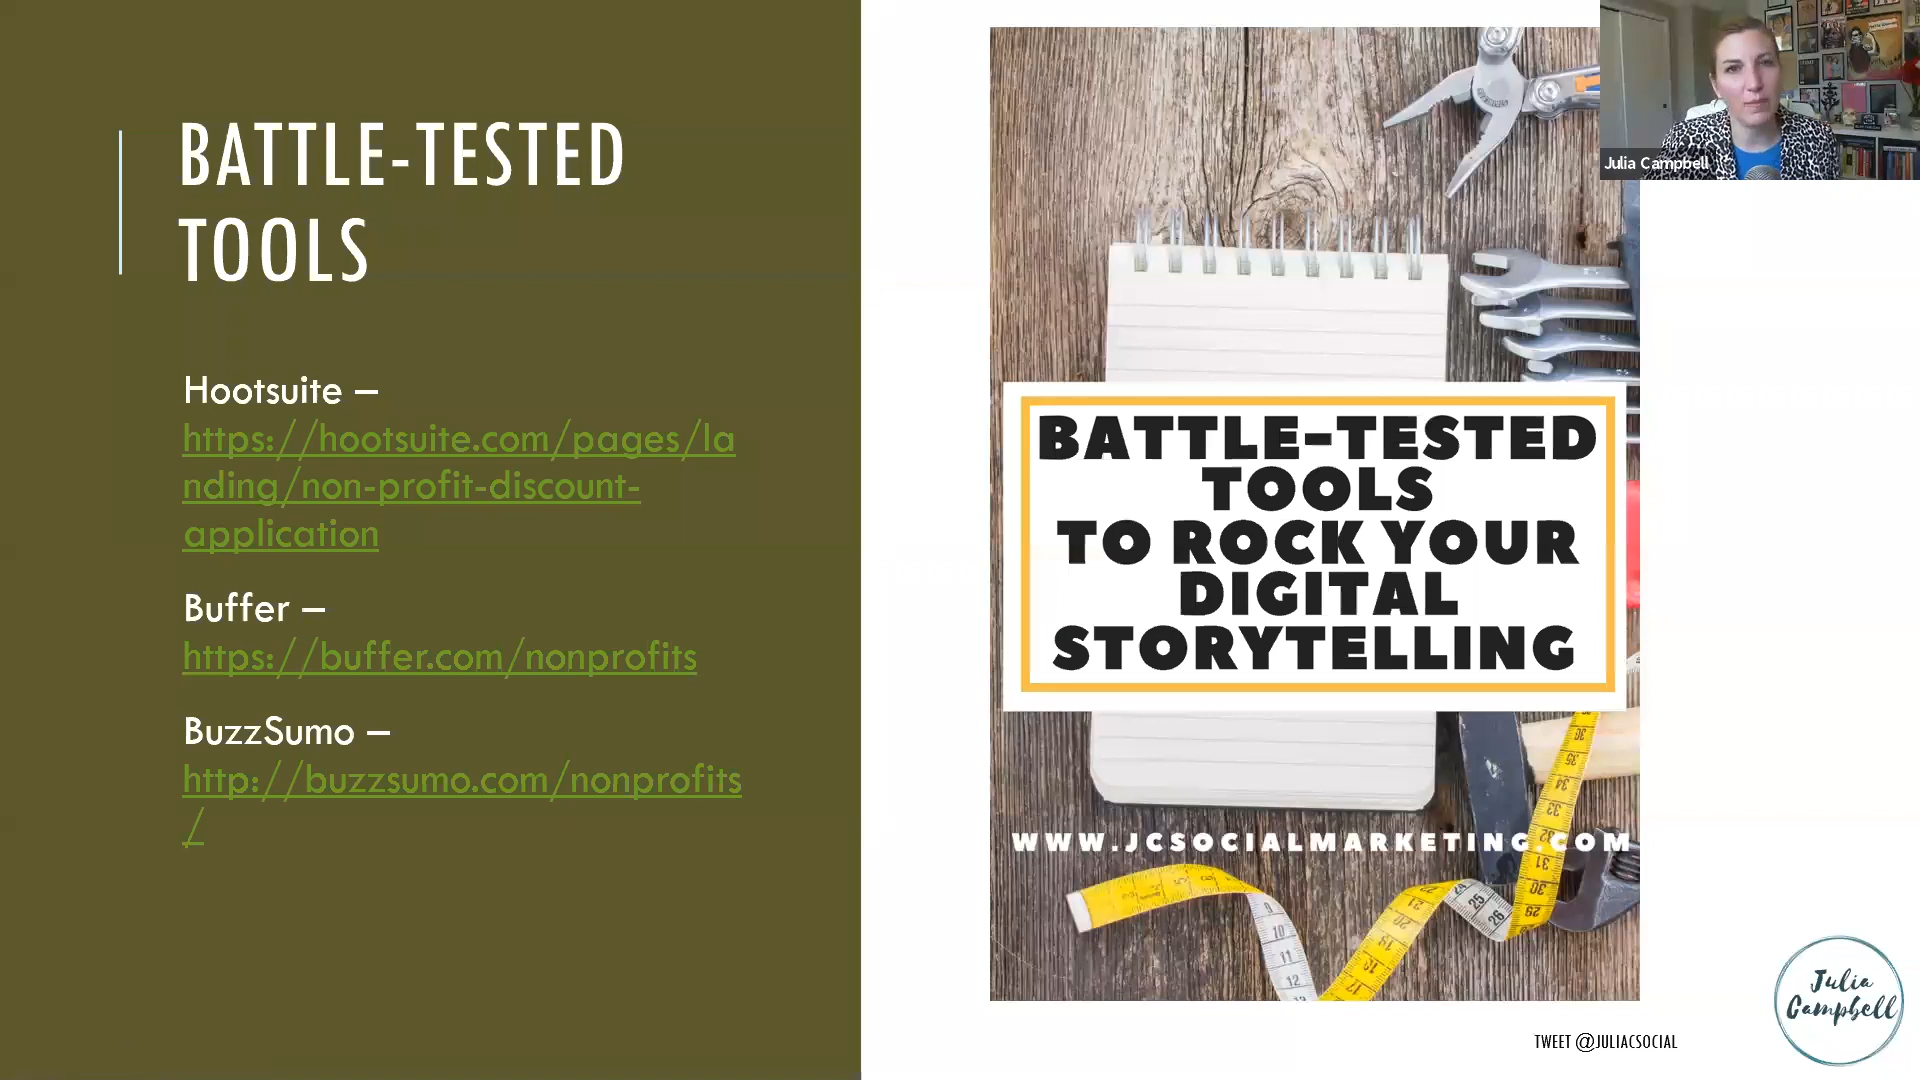 BATTLE-TESTED
TOOLS
Hootsuite –
https://hootsuite.com/pages/la
nding/non-profit-discount-
application
Buffer –
https://buffer.com/nonprofits
BuzzSumo –
http://buzzsumo.com/nonprofits
/
BATTLE-TESTED
TOOLS
TO ROCK YOUR
DIGITAL
STORYTELLING
WWW.JCSOCIALMARKETING.COM
Julia Campbell
TWEET @JULIACSOCIAL
Julia
Campbell